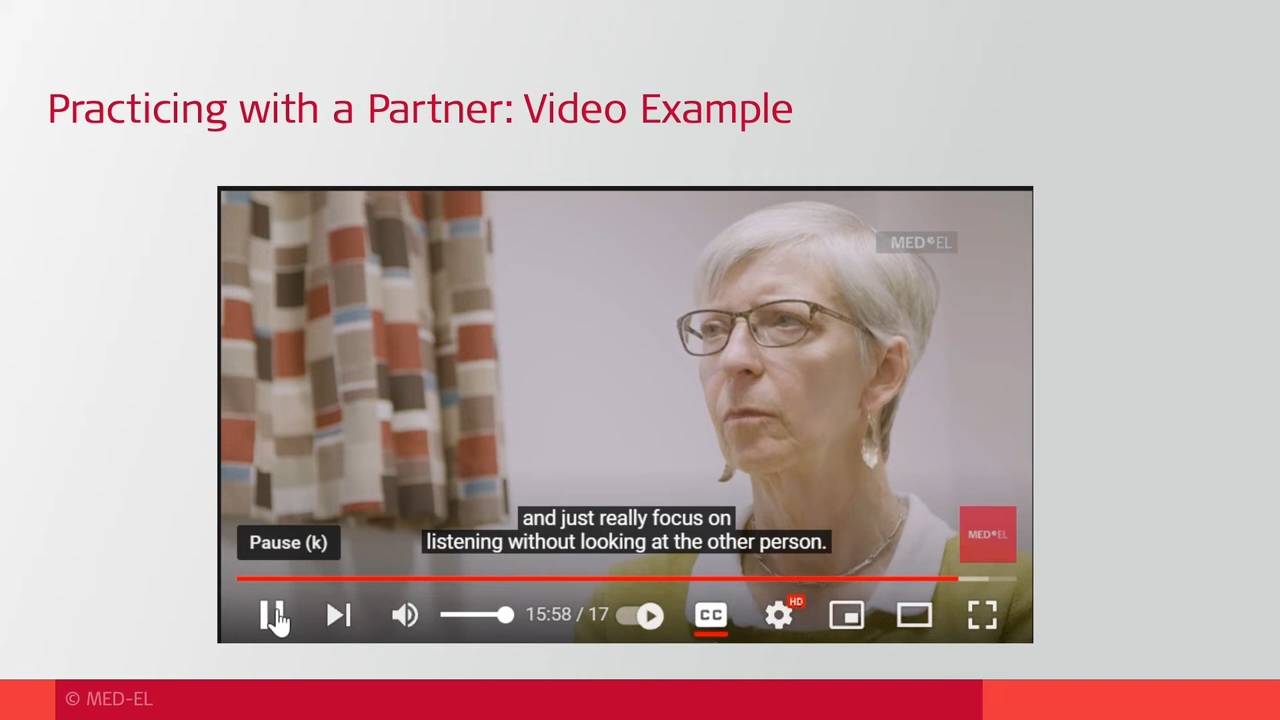 Practicing with a Partner: Video Example
MED-EL
and just really focus on
listening without looking at the other person.
Pause (k)
MED-EL
15:58 / 17
CC
HD
© MED-EL